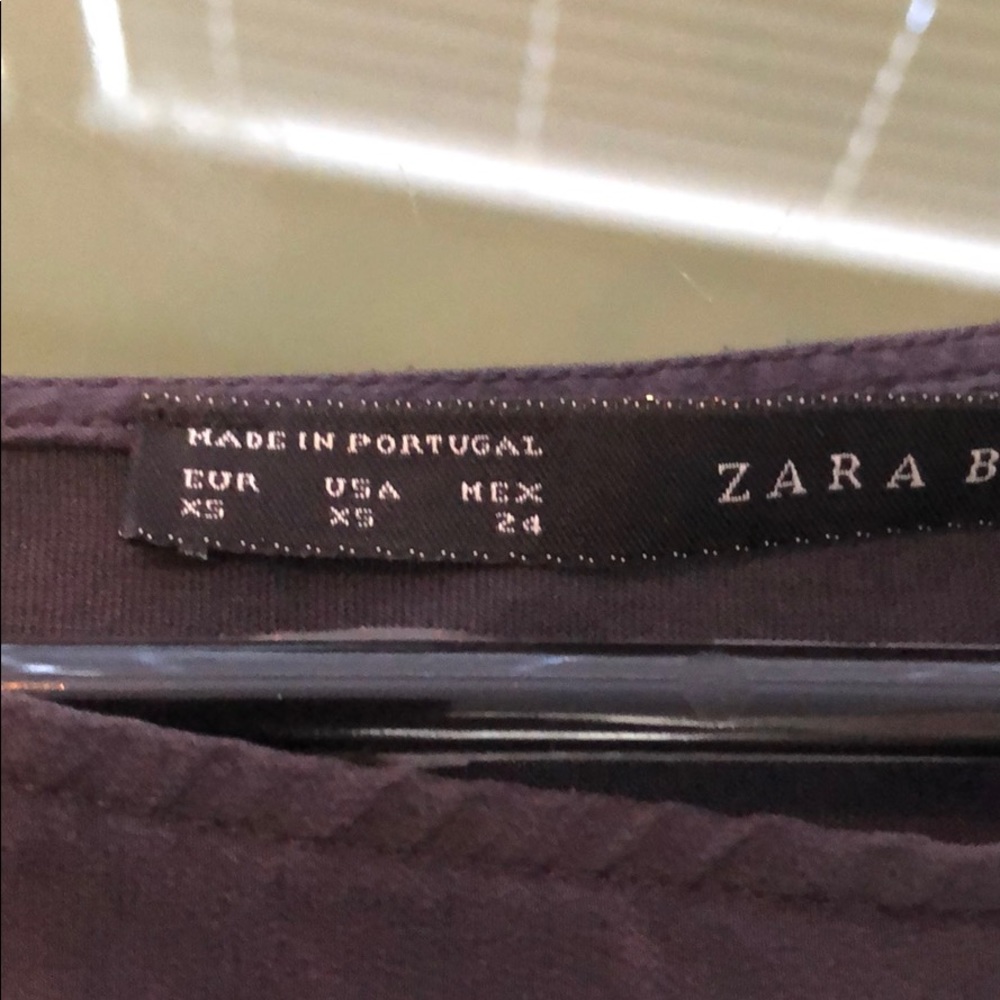 MADE IN PORTUGAL
EUR USA MEX
XS XS 24
ZARA B